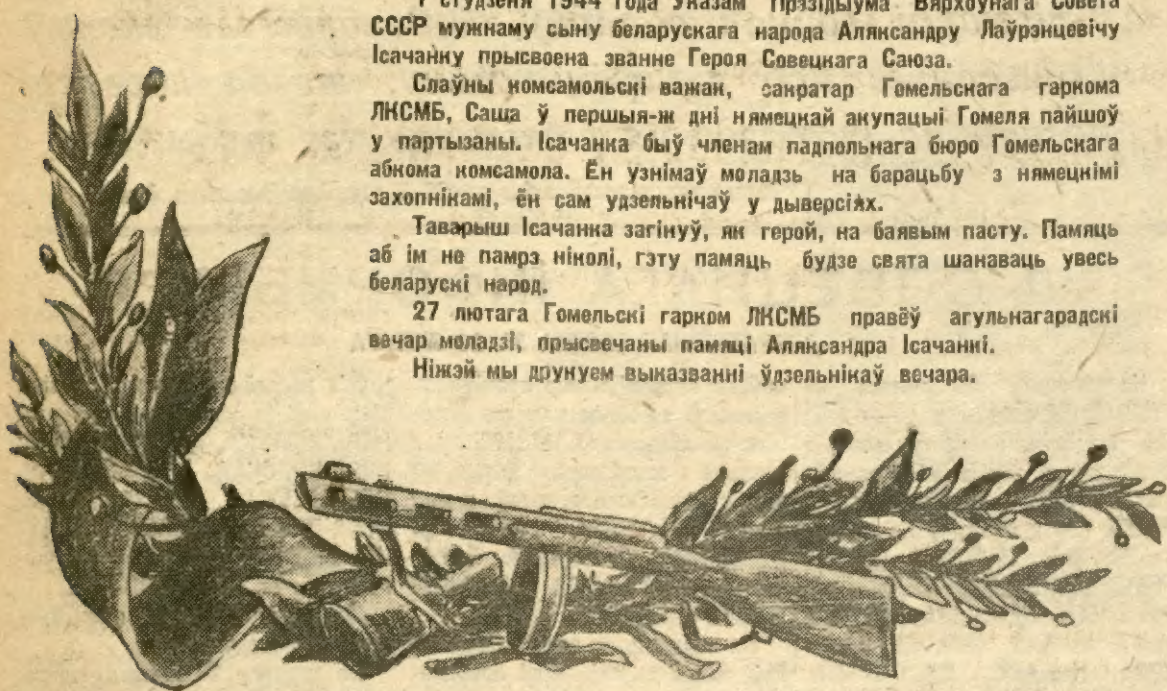 1 студзеня 1944 года Указам Прэзідыума Вярхоўнага Совета
СССР мужнаму сыну беларускага народа Аляксандру Лаўрэнцевічу
Ісачанку прысвоена званне Героя Совецкага Саюза.
Слаўны комсамольскі важак, сакратар Гомельскага гаркома
ЛКСМБ, Саша ў першыя-ж дні нямецкай акупацыі Гомеля пайшоў
у партызаны. Ісачанка быў членам падпольнага бюро Гомельскага
абкома комсамола. Ён узнімаў моладзь на барацьбу з нямецкімі
захопнікамі, ён сам удзельнічаў у дыверсіях.
Таварыш Ісачанка загінуў, як герой, на баявым пасту. Памяць
аб ім не памрэ ніколі, гэту памяць будзе свята шанаваць увесь
беларускі народ.
27 лютага Гомельскі гарком ЛКСМБ правёў агульнагарадскі
вечар моладзі, прысвечаны памяці Аляксандра Ісачанкі.
Ніжэй мы друкуем выказванні ўдзельнікаў вечара.